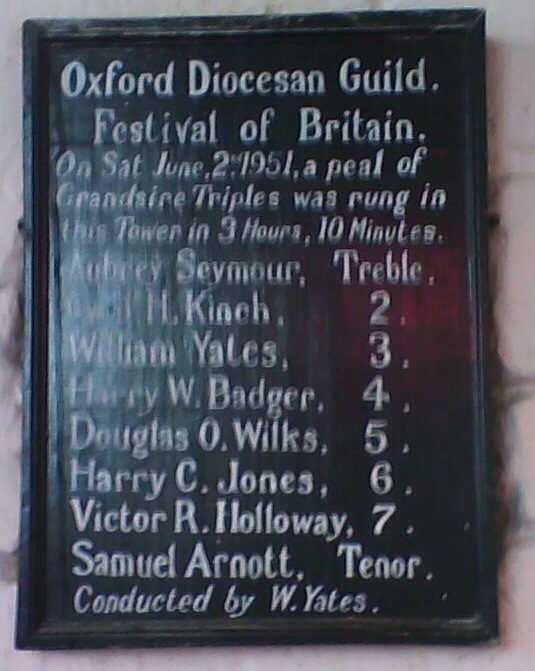 Oxford Diocesan Guild.
Festival of Britain.
On Sat June, 2nd 1951, a peal of
Grandsire Triples was rung in
this Tower in 3 Hours, 10 Minutes.
Aubrey Seymour, Treble.
H. Kinch, 2.
William Yates, 3.
Harry W. Badger, 4.
Douglas O. Wilks, 5.
Harry C. Jones, 6.
Victor R. Holloway, 7.
Samuel Arnott, Tenor.
Conducted by W. Yates.